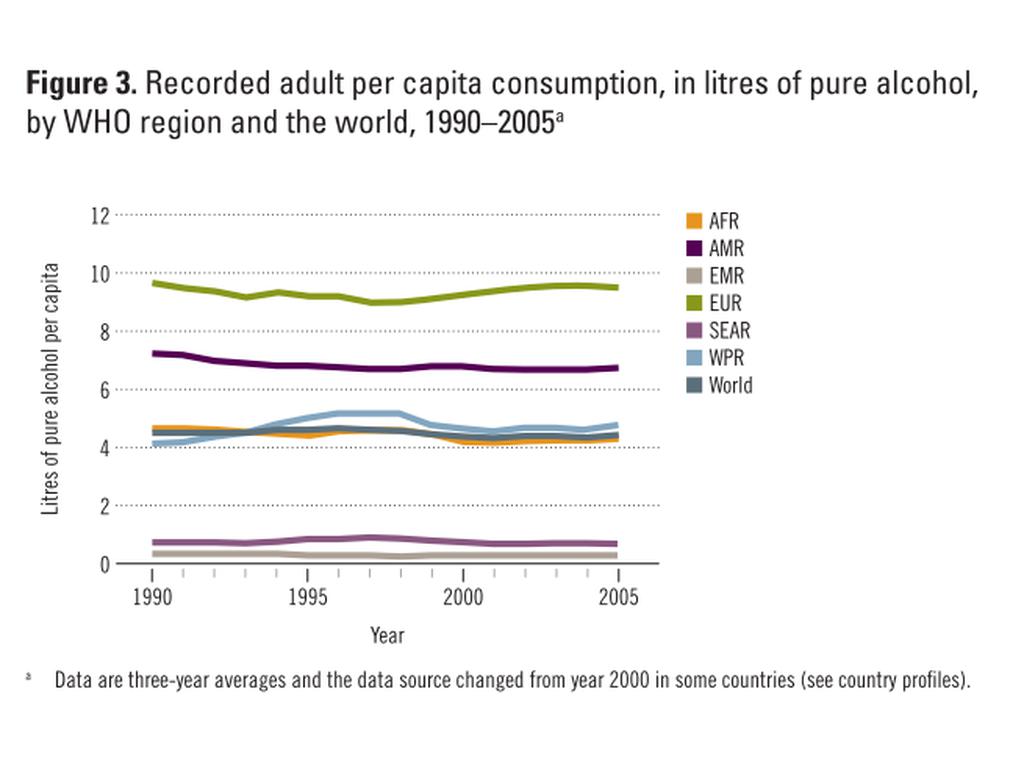 Figure 3. Recorded adult per capita consumption, in litres of pure alcohol,
by WHO region and the world, 1990–2005a
Litres of pure alcohol per capita
12
10
8
6
4
2
0
1990 1995 2000 2005
Year
AFR
AMR
EMR
EUR
SEAR
WPR
World
a Data are three-year averages and the data source changed from year 2000 in some countries (see country profiles).